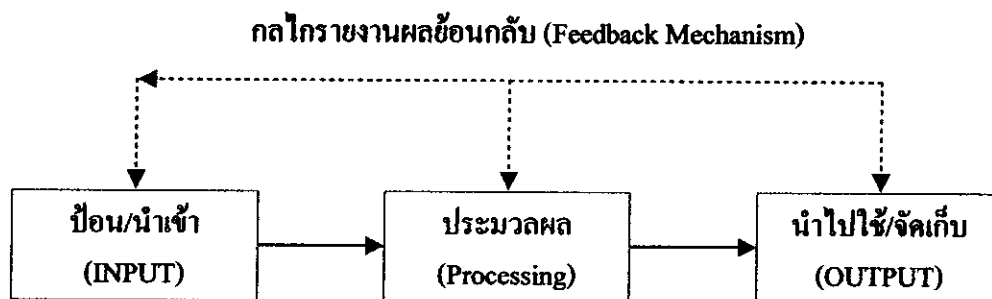 กลไกรายงานผลย้อนกลับ (Feedback Mechanism)
ป้อน/นำเข้า
(INPUT)
ประมวลผล
(Processing)
นำไปใช้/จัดเก็บ
(OUTPUT)